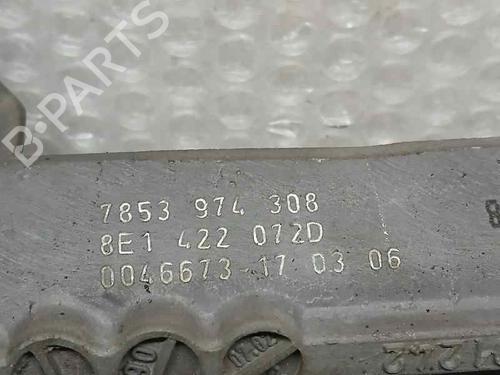 B-PARTS
7853 974 308
8E1 422 072D
0046673-17 03 06